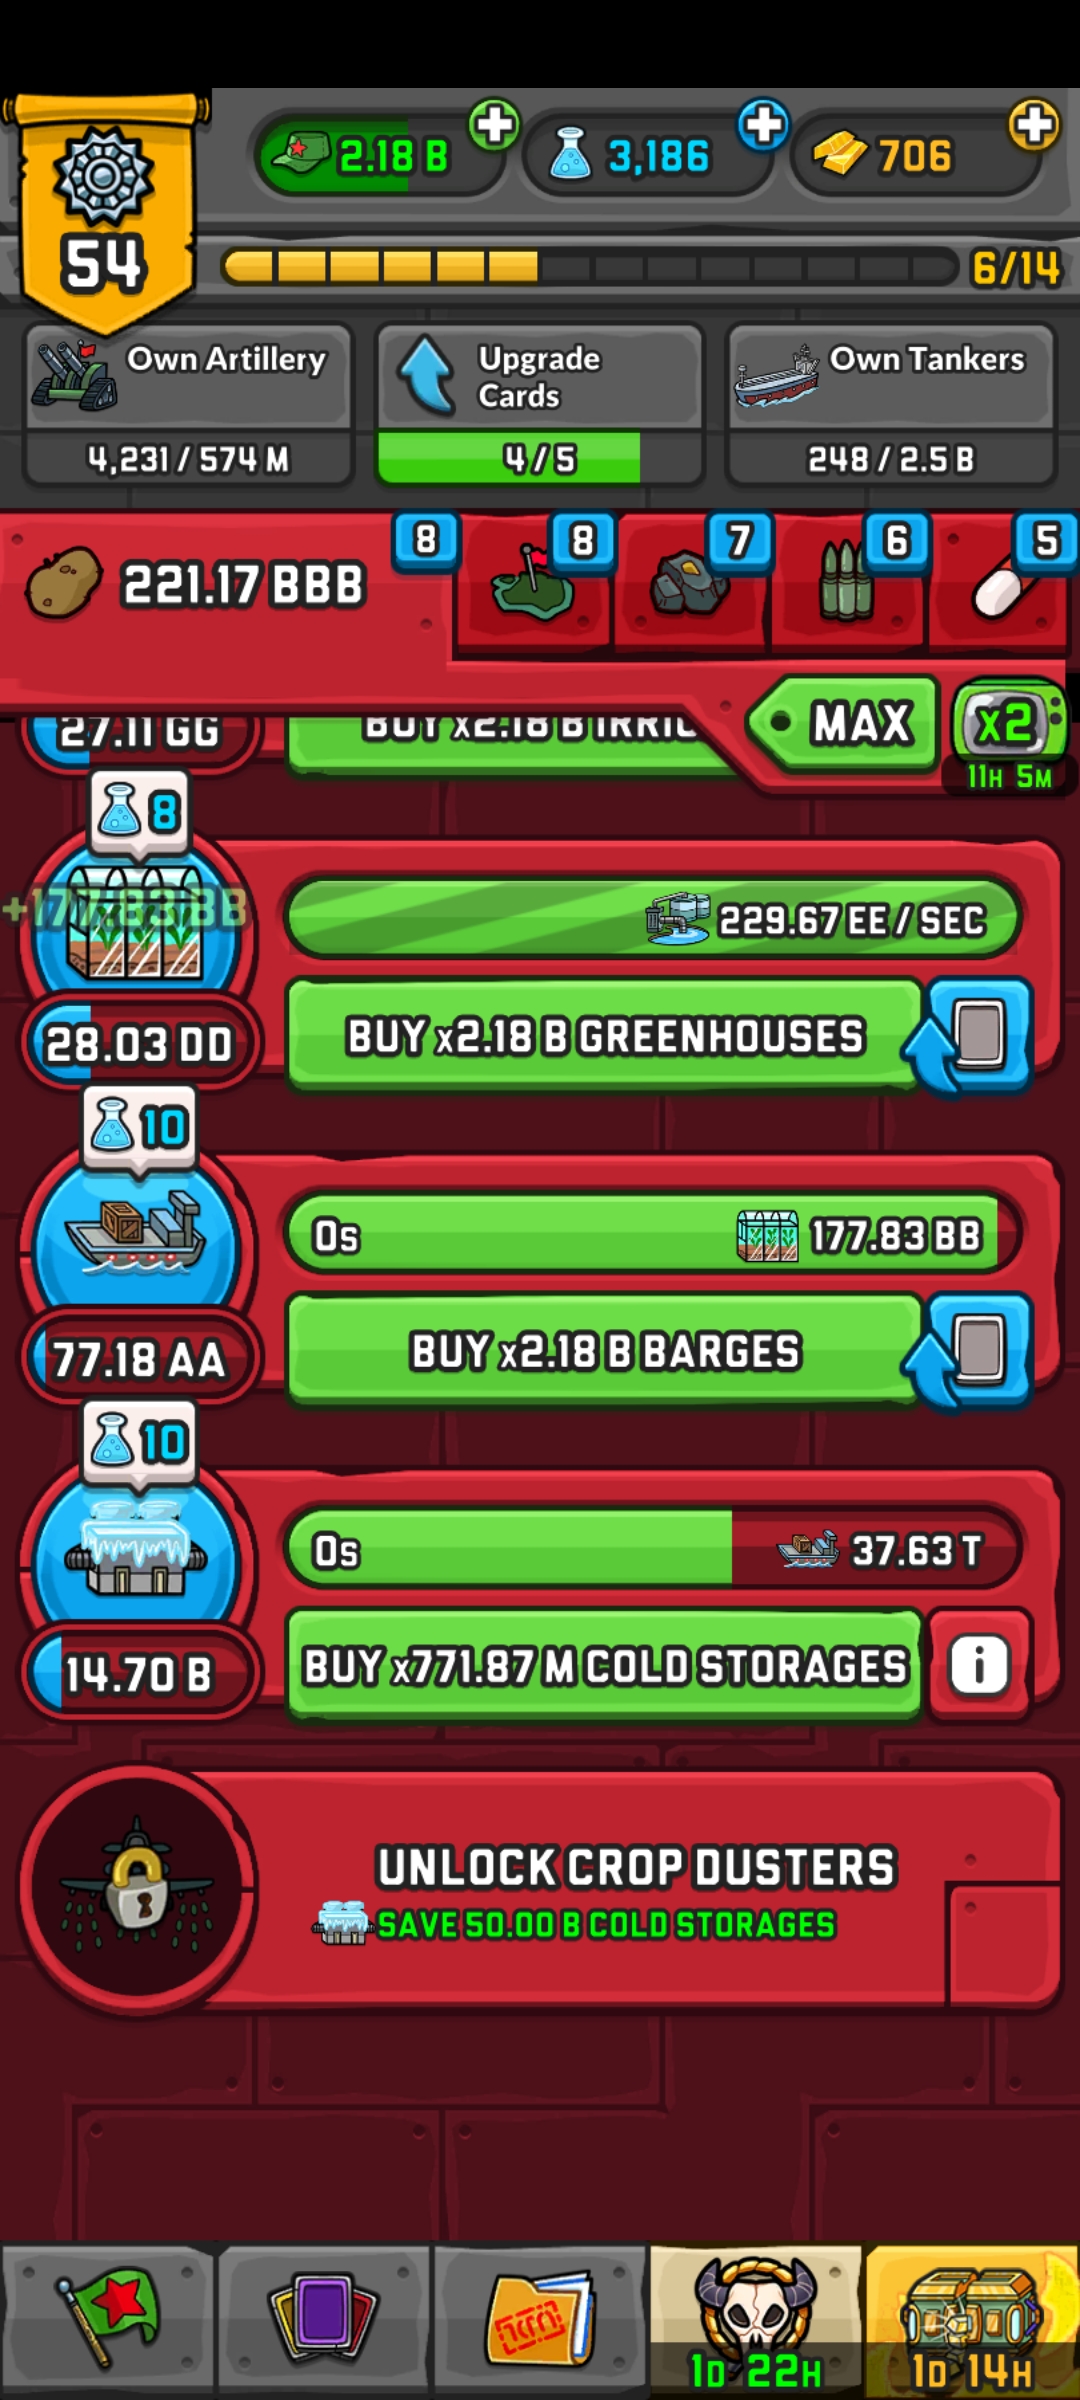 2.18 B
3,186
706
54
6/14
Own Artillery
4,231 / 574 M
Upgrade
Cards
4 / 5
Own Tankers
248 / 2.5 B
221.17 BBB
8
8
7
6
5
MAX
x2
11H 5M
27.11 GG
8
+177.83 BB
229.67 EE / SEC
28.03 DD
BUY x2.18 B GREENHOUSES
10
0s
177.83 BB
77.18 AA
BUY x2.18 B BARGES
10
0s
37.63 T
14.70 B
BUY x771.87 M COLD STORAGES
i
UNLOCK CROP DUSTERS
SAVE 50.00 B COLD STORAGES
1D 22H
1D 14H